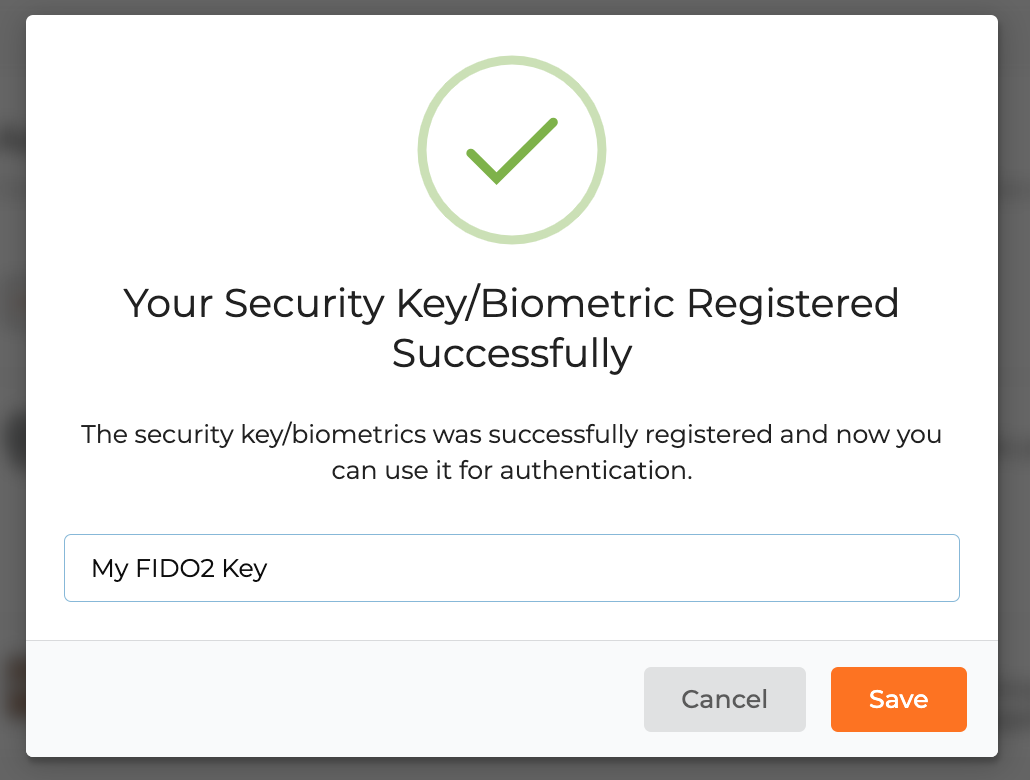 Your Security Key/Biometric Registered
Successfully
The security key/biometrics was successfully registered and now you
can use it for authentication.
My FIDO2 Key
Cancel
Save